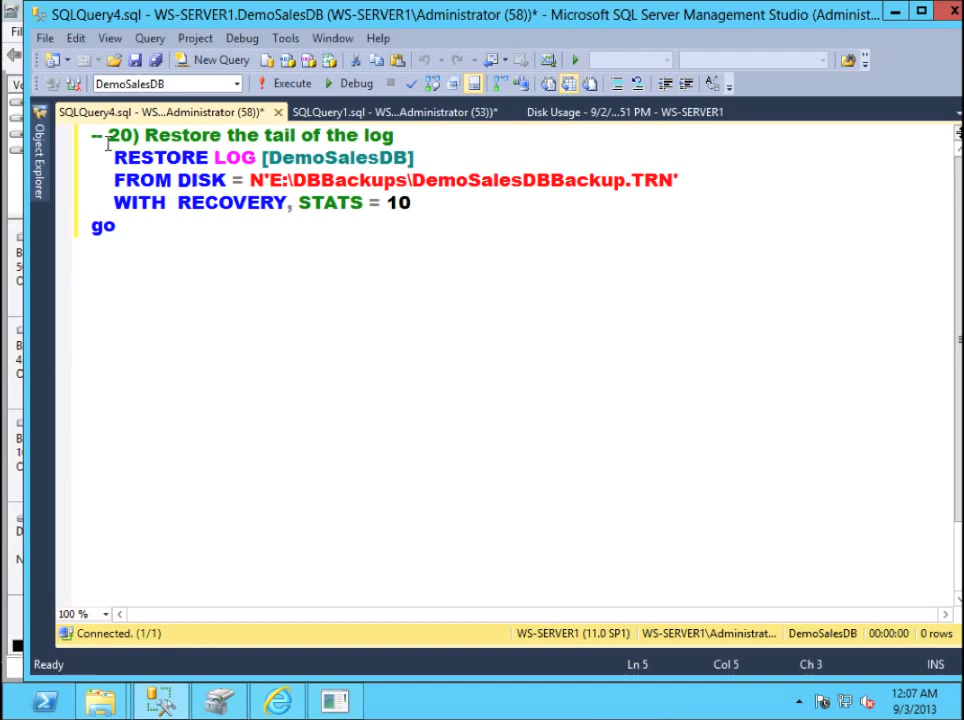 SQLQuery4.sql - WS-SERVER1.DemoSalesDB (WS-SERVER1\Administrator (58))* - Microsoft SQL Server Management Studio (Administ...
File Edit View Query Project Debug Tools Window Help
New Query
DemoSalesDB Execute Debug
SQLQuery4.sql - WS...Administrator (58))* SQLQuery1.sql - WS...Administrator (53))* Disk Usage - 9/2/...51 PM - WS-SERVER1
Object Explorer
-- 20) Restore the tail of the log
RESTORE LOG [DemoSalesDB]
FROM DISK = N'E:\DBBackups\DemoSalesDBBackup.TRN'
WITH RECOVERY, STATS = 10
go
100 %
Connected. (1/1) WS-SERVER1 (11.0 SP1) WS-SERVER1\Administrat... DemoSalesDB 00:00:00 0 rows
Ready Ln 5 Col 5 Ch 3 INS
12:07 AM
9/3/2013